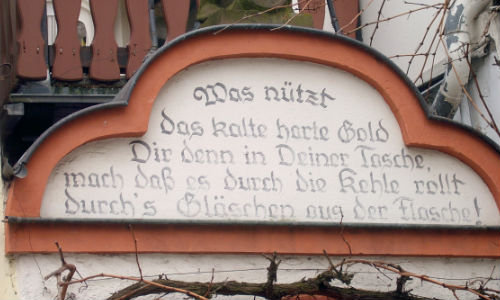 Was nützt
das kalte harte Gold
Dir denn in Deiner Tasche,
mach daß es durch die Kehle rollt
durch's Gläschen aus der Flasche!